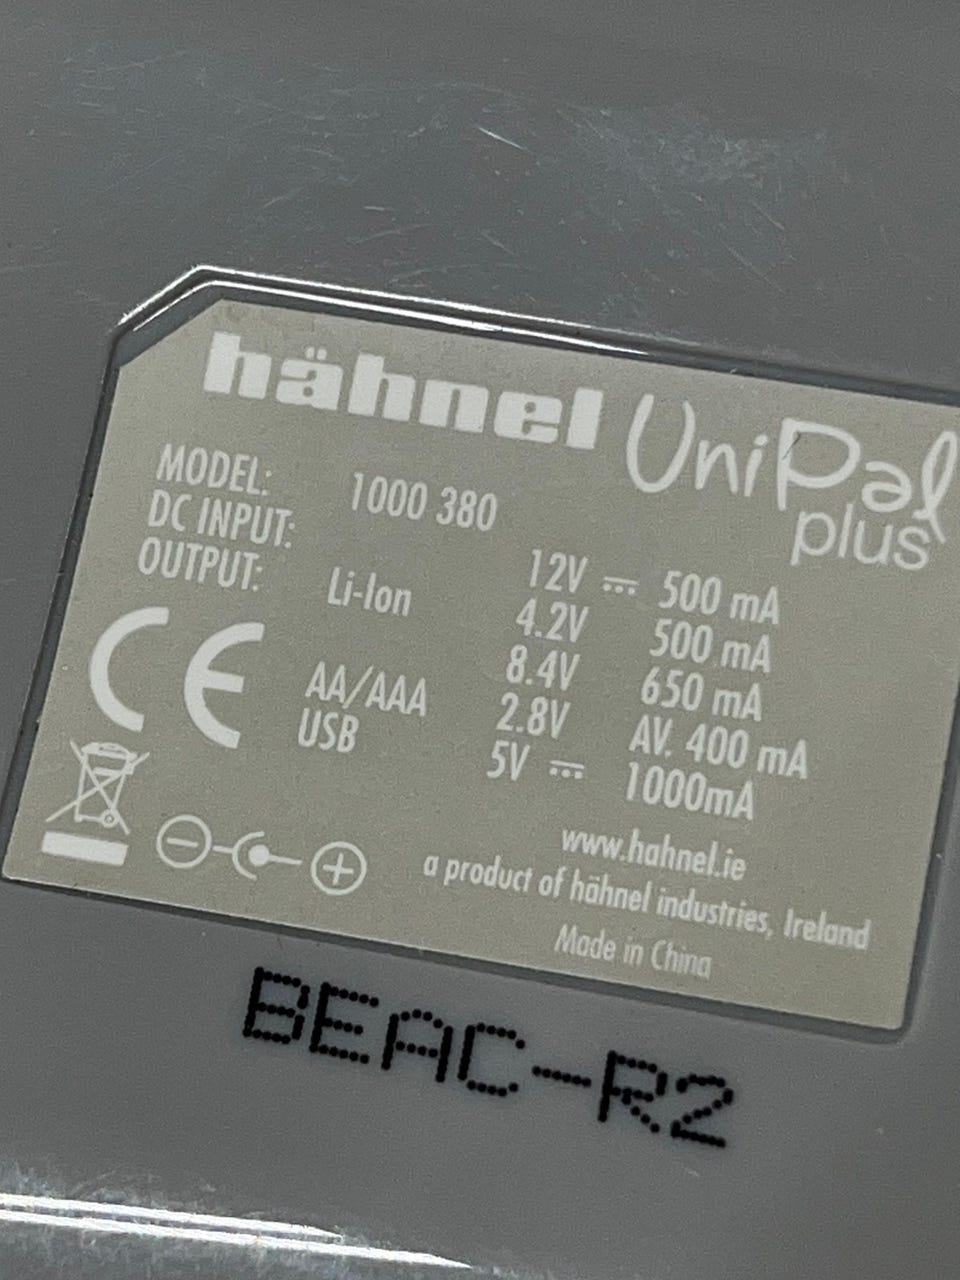 hähnel UniPal
plus
MODEL: 1000 380
DC INPUT: 12V ⎓ 500 mA
OUTPUT: Li-Ion 4.2V 500 mA
8.4V 650 mA
AA/AAA 2.8V AV. 400 mA
USB 5V ⎓ 1000mA
CE
www.hahnel.ie
a product of hähnel industries, Ireland
Made in China
BEAC-R2